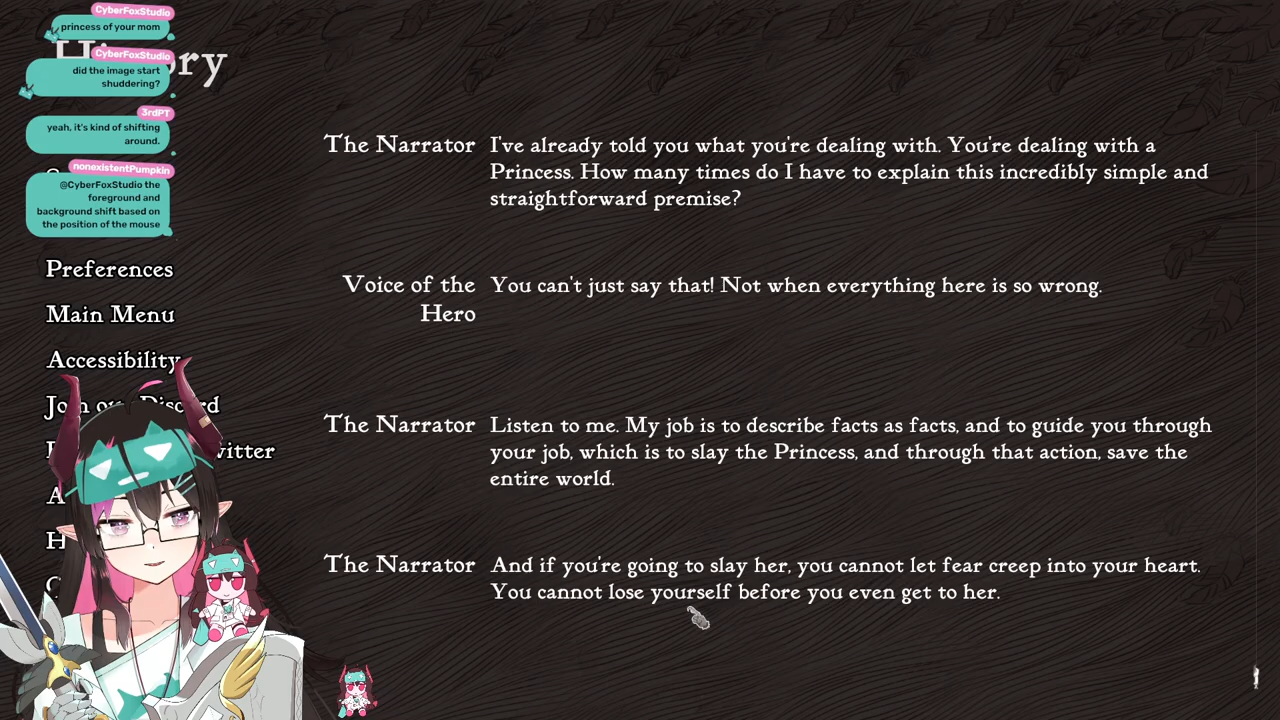 CyberFoxStudio
princess of your mom
CyberFoxStudio
did the image start
shuddering?
3rdPT
yeah, it's kind of shifting
around.
nonexistentPumpkin
@CyberFoxStudio the
foreground and
background shift based on
the position of the mouse
History
Preferences
Main Menu
Accessibility
Join our Discord
witter
The Narrator
I've already told you what you're dealing with. You're dealing with a
Princess. How many times do I have to explain this incredibly simple and
straightforward premise?
Voice of the
Hero
You can't just say that! Not when everything here is so wrong.
The Narrator
Listen to me. My job is to describe facts as facts, and to guide you through
your job, which is to slay the Princess, and through that action, save the
entire world.
The Narrator
And if you're going to slay her, you cannot let fear creep into your heart.
You cannot lose yourself before you even get to her.